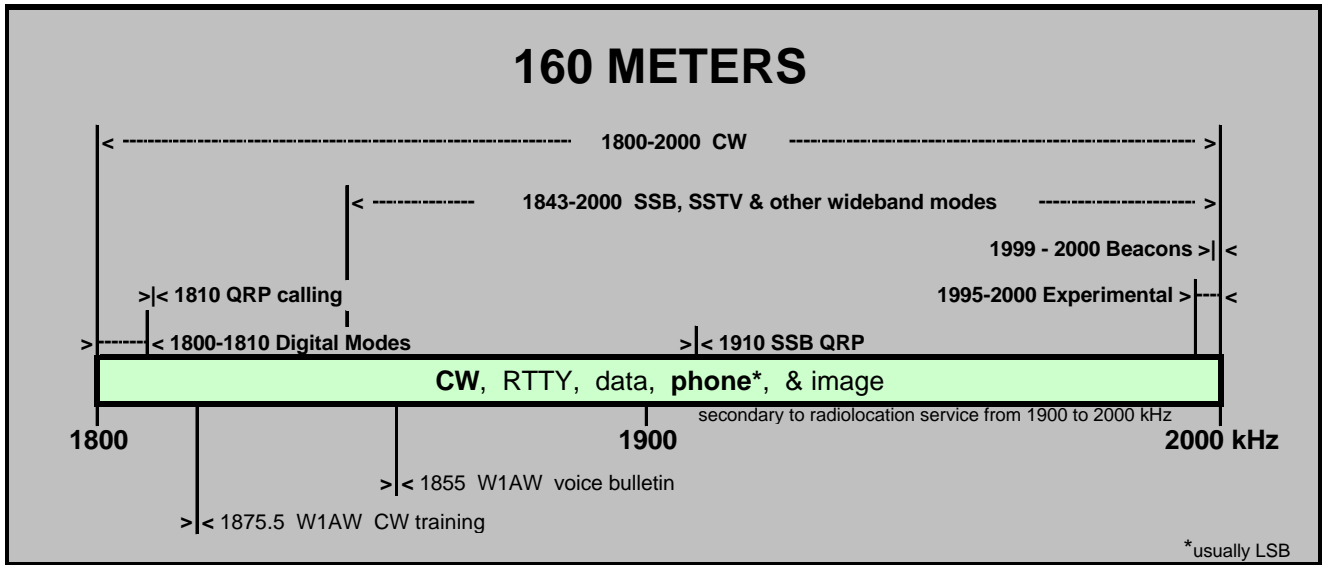 160 METERS
< ------------ 1800-2000 CW ------------ >
< ------------ 1843-2000 SSB, SSTV & other wideband modes ------------ >
1999 - 2000 Beacons >| <
>|< 1810 QRP calling
1995-2000 Experimental >----<
>-------< 1800-1810 Digital Modes
>|< 1910 SSB QRP
CW, RTTY, data, phone*, & image
secondary to radiolocation service from 1900 to 2000 kHz
1800 1900 2000 kHz
>|< 1855 W1AW voice bulletin
>|< 1875.5 W1AW CW training
*usually LSB